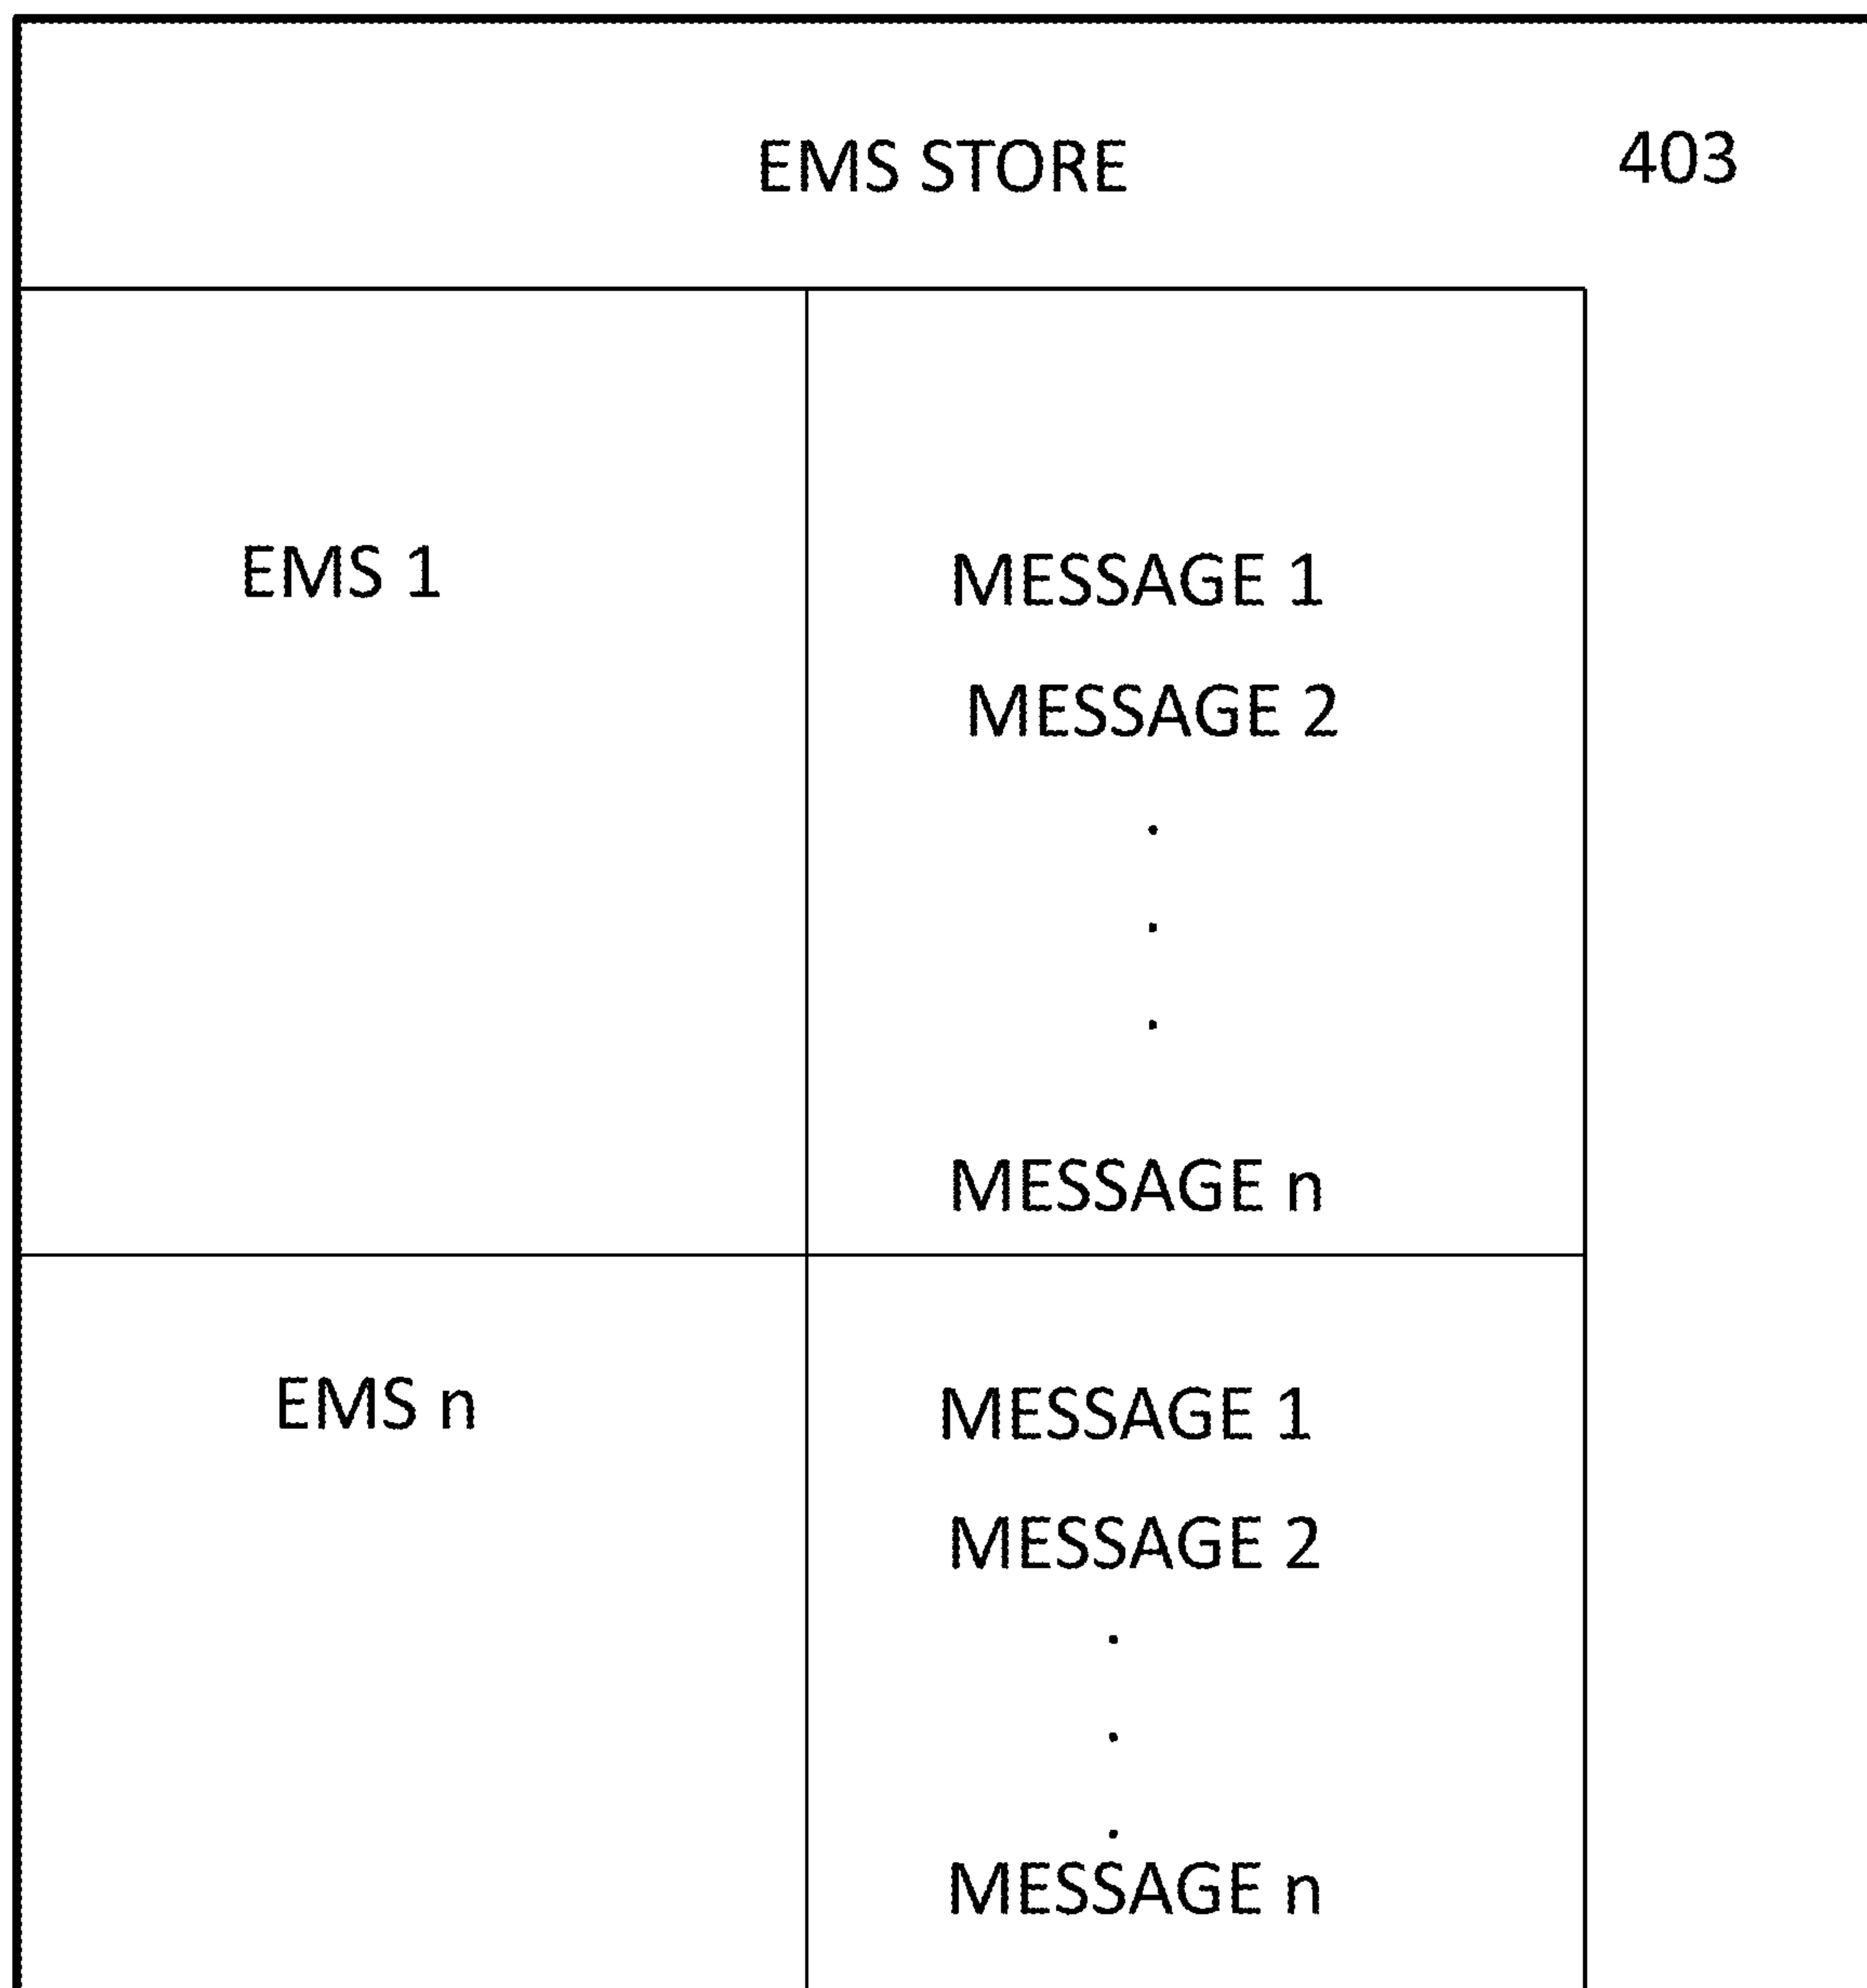 EMS STORE 403
EMS 1 MESSAGE 1
MESSAGE 2
.
.
.
MESSAGE n
EMS n MESSAGE 1
MESSAGE 2
.
.
.
MESSAGE n